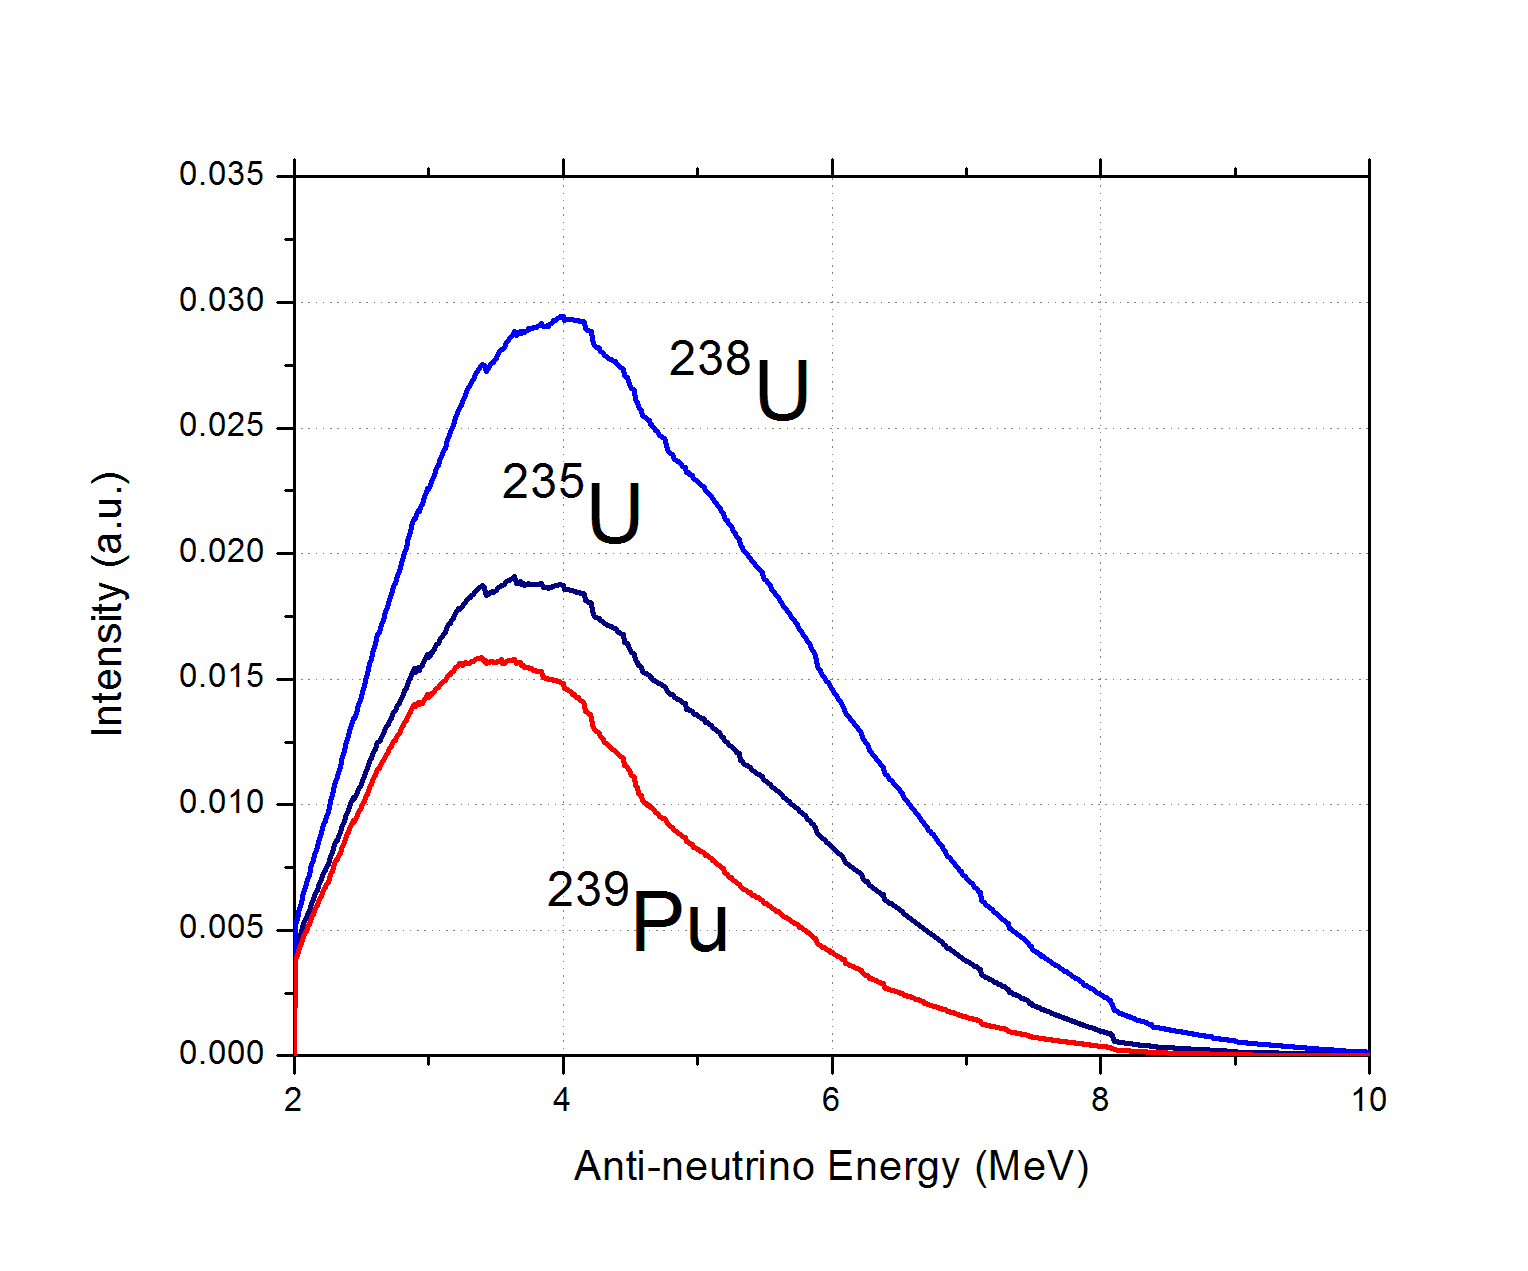 0.035
0.030
0.025
0.020
0.015
0.010
0.005
0.000
Intensity (a.u.)
²³⁸U
²³⁵U
²³⁹Pu
2 4 6 8 10
Anti-neutrino Energy (MeV)